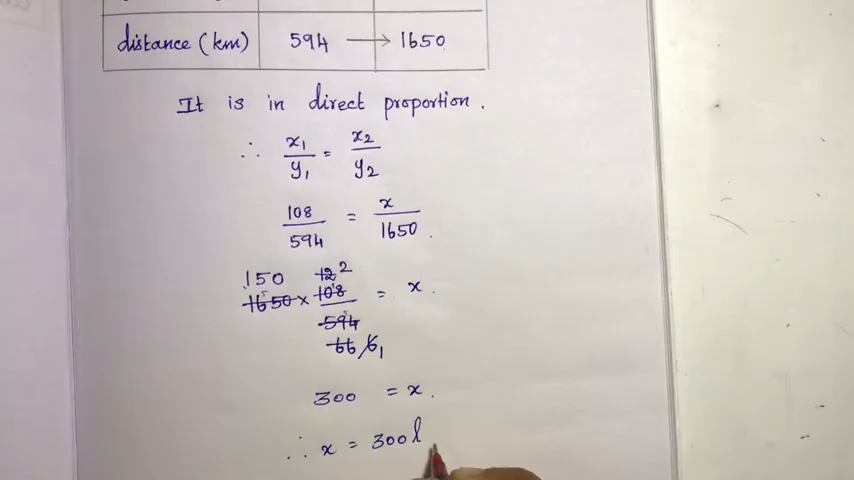 distance (km) 594 → 1650
It is in direct proportion.
∴ x1/y1 = x2/y2
108/594 = x/1650.
150 12 2
1650 × 108/594 = x.
66 6 1
300 = x.
∴ x = 300 l